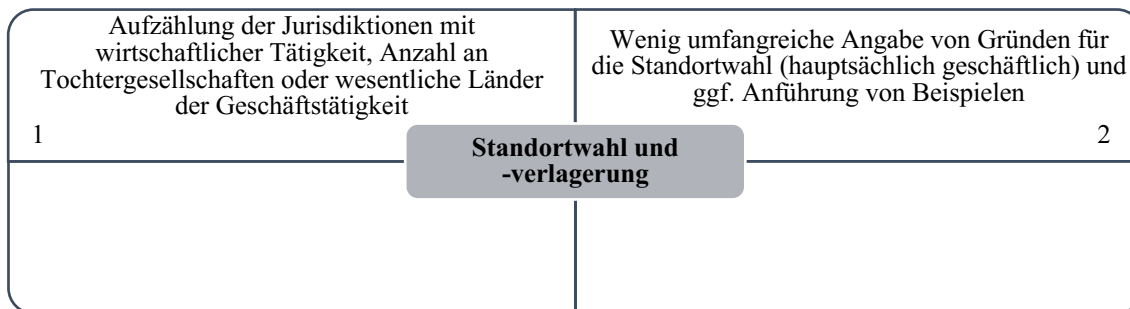 Aufzählung der Jurisdiktionen mit
wirtschaftlicher Tätigkeit, Anzahl an
Tochtergesellschaften oder wesentliche Länder
der Geschäftstätigkeit
1
Wenig umfangreiche Angabe von Gründen für
die Standortwahl (hauptsächlich geschäftlich) und
ggf. Anführung von Beispielen
2
Standortwahl und
-verlagerung